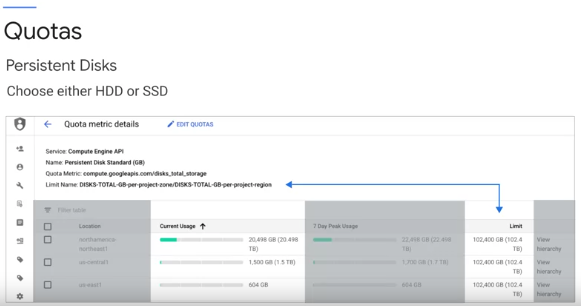 Quotas
Persistent Disks
Choose either HDD or SSD
Quota metric details
EDIT QUOTAS
Service: Compute Engine API
Name: Persistent Disk Standard (GB)
Quota Metric: compute.googleapis.com/disks_total_storage
Limit Name: DISKS-TOTAL-GB-per-project-zone/DISKS-TOTAL-GB-per-project-region
Filter table
Location Current Usage 7 Day Peak Usage Limit
northamerica-northeast1 20,498 GB (20.498 TB) 22,498 GB (22.498 TB) 102,400 GB (102.4 TB) View hierarchy
us-central1 1,500 GB (1.5 TB) 1,700 GB (1.7 TB) 102,400 GB (102.4 TB) View hierarchy
us-east1 604 GB 604 GB 102,400 GB (102.4 TB) View hierarchy